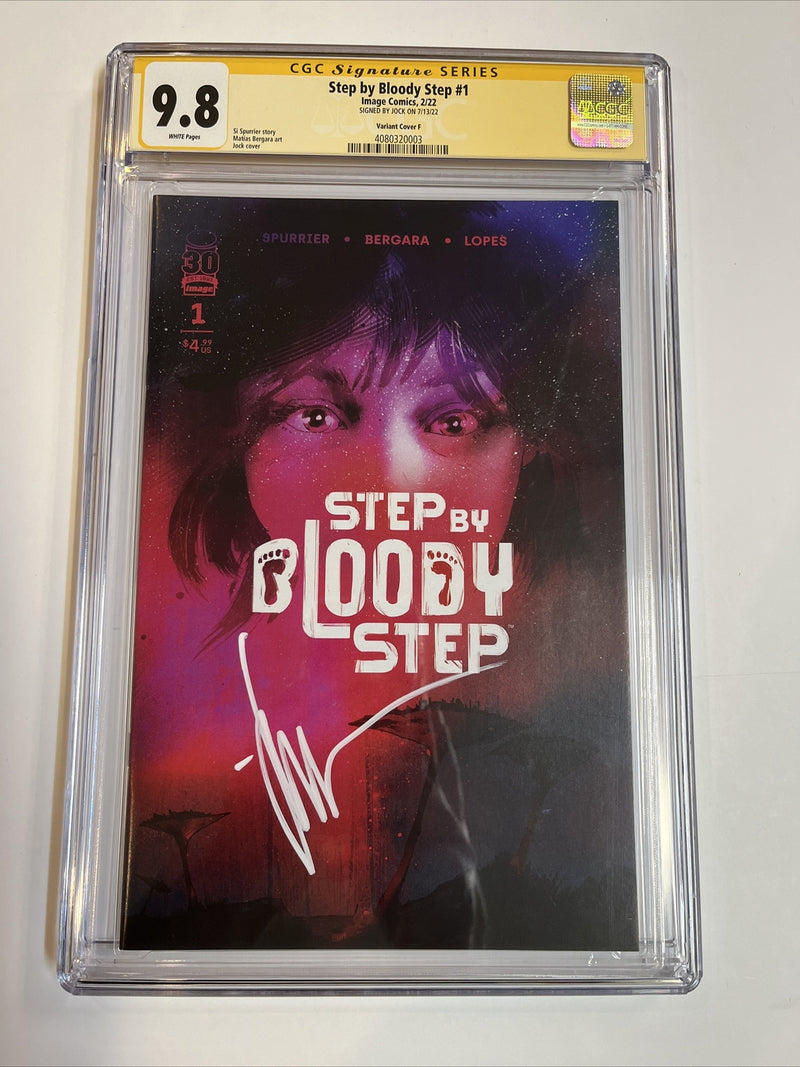 CGC Signature SERIES
9.8
WHITE Pages
Step by Bloody Step #1
Image Comics, 2/22
SIGNED BY JOCK ON 7/13/22
Variant Cover F
4080320003
Si Spurrier story
Matias Bergara art
Jock cover
CGC
SPURRIER • BERGARA • LOPES
30
image
1
$4.99 US
STEP BY
BLOODY
STEP
™